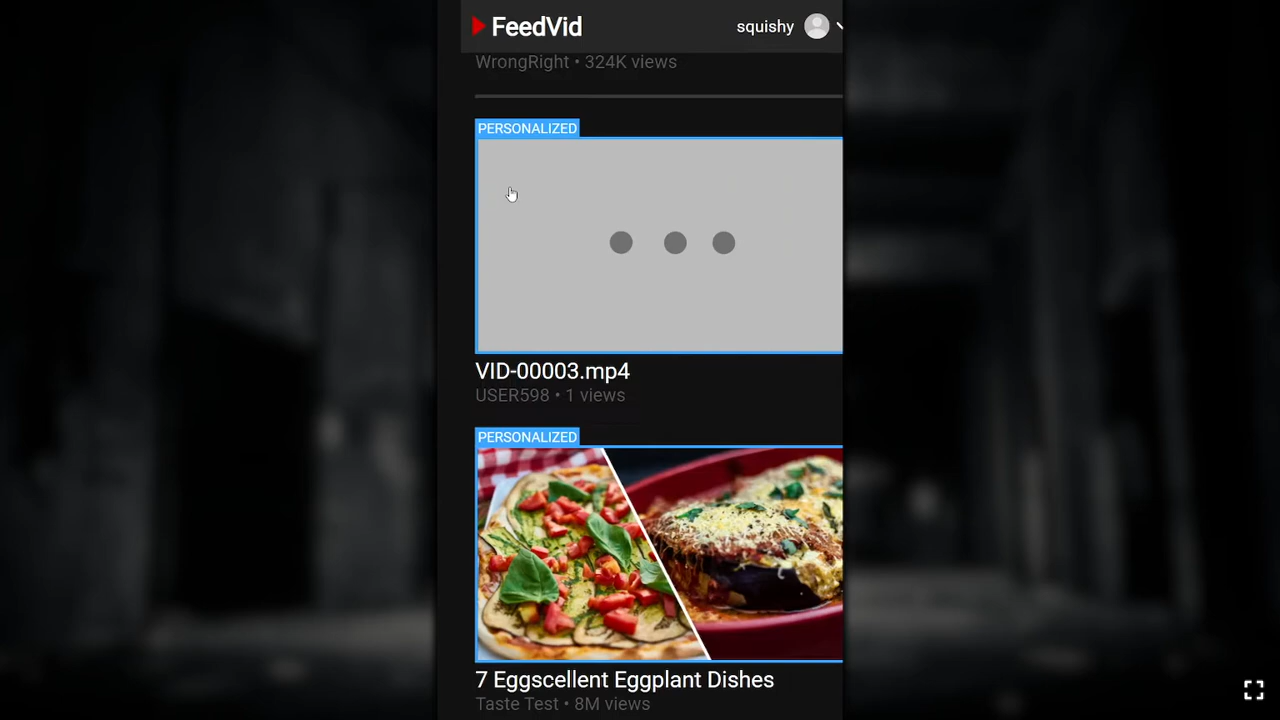 FeedVid
squishy
WrongRight • 324K views
PERSONALIZED
VID-00003.mp4
USER598 • 1 views
PERSONALIZED
7 Eggscellent Eggplant Dishes
Taste Test • 8M views